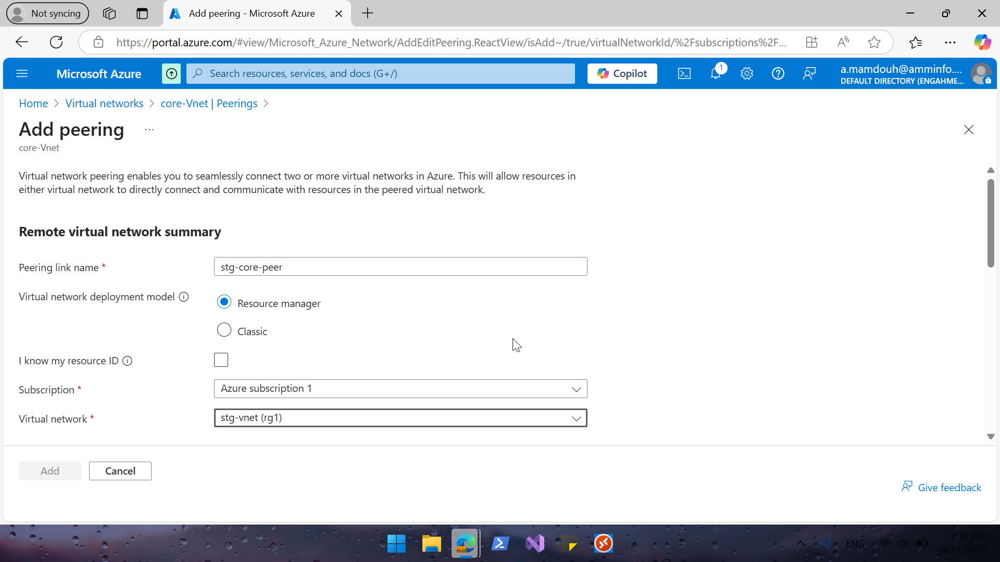 Not syncing
Add peering - Microsoft Azure
https://portal.azure.com/#view/Microsoft_Azure_Network/AddEditPeering.ReactView/isAdd~/true/virtualNetworkId/%2Fsubscriptions%2F...
Microsoft Azure
Search resources, services, and docs (G+/)
Copilot
1
a.mamdouh@amminfo....
DEFAULT DIRECTORY (ENGAHME...
Home > Virtual networks > core-Vnet | Peerings >
Add peering ...
core-Vnet
Virtual network peering enables you to seamlessly connect two or more virtual networks in Azure. This will allow resources in
either virtual network to directly connect and communicate with resources in the peered virtual network.
Remote virtual network summary
Peering link name *
stg-core-peer
Virtual network deployment model
Resource manager
Classic
I know my resource ID
Subscription *
Azure subscription 1
Virtual network *
stg-vnet (rg1)
Add
Cancel
Give feedback
ENG
8:42 PM
4/19/2025